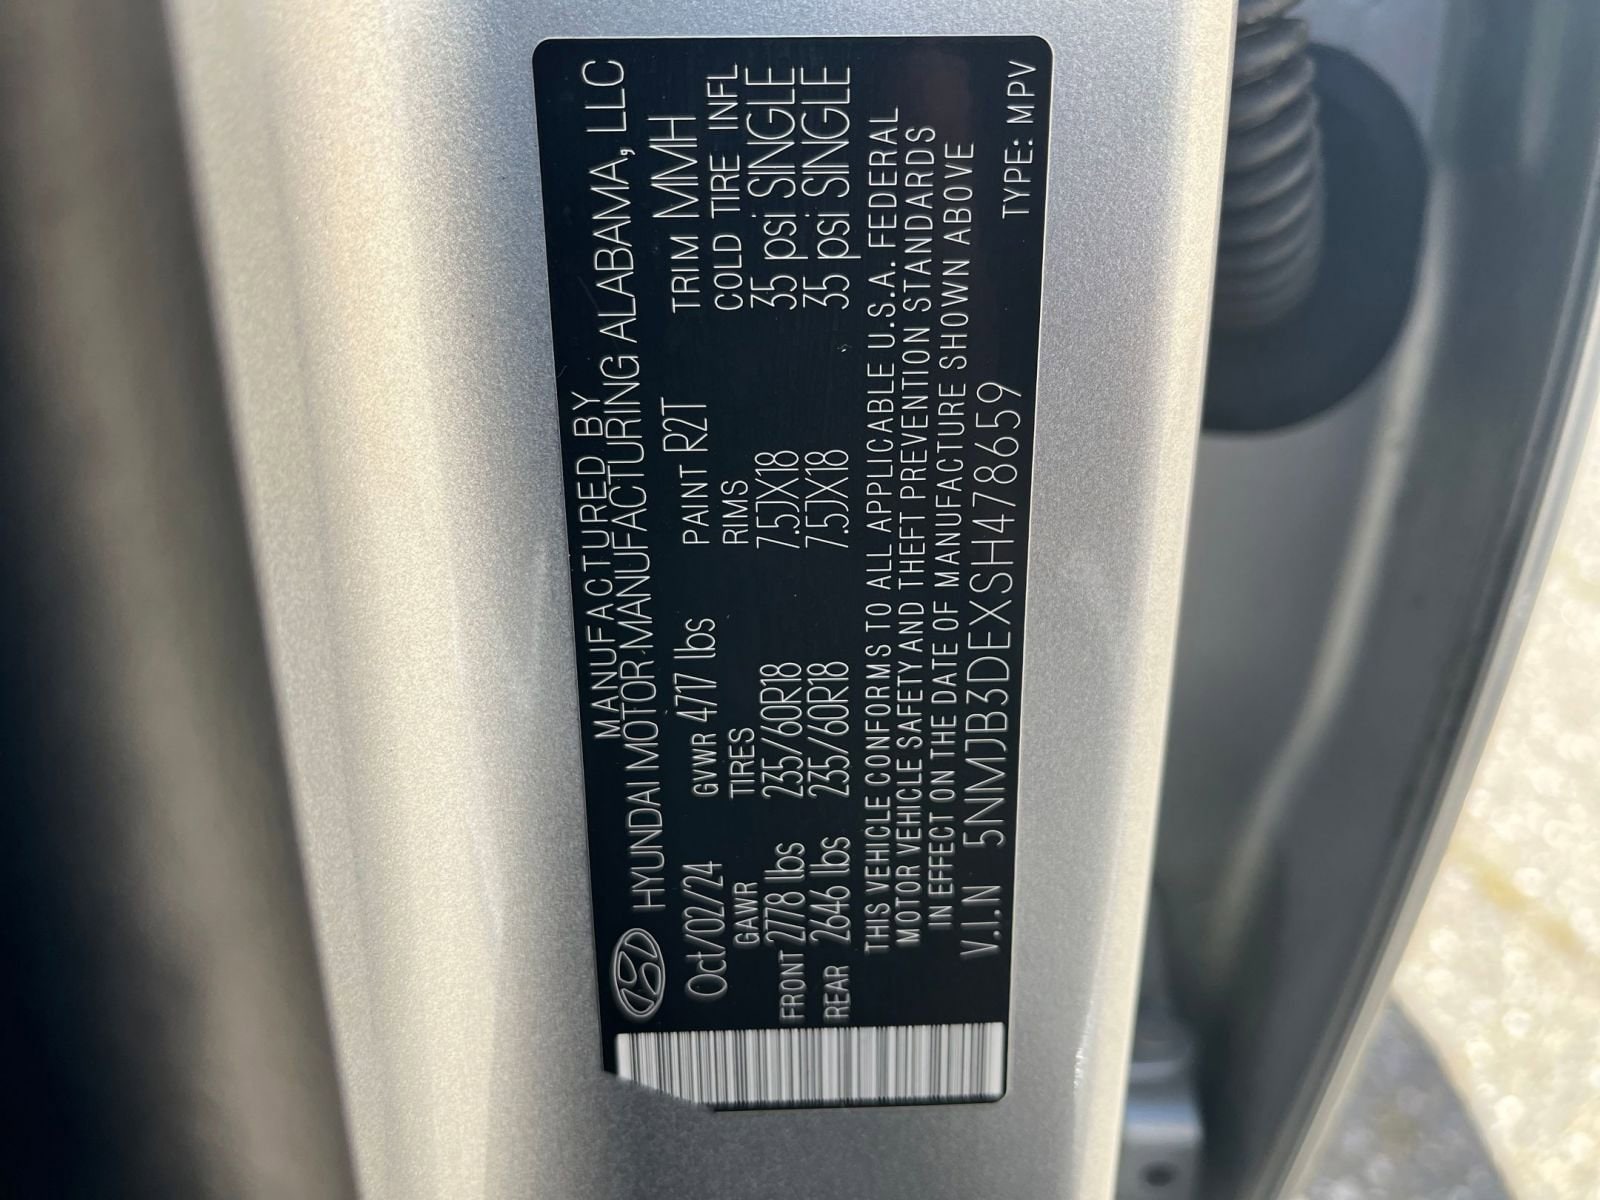 MANUFACTURED BY
HYUNDAI MOTOR MANUFACTURING ALABAMA, LLC
Oct/02/24 GVWR 4717 lbs PAINT R2T TRIM MMH
GAWR TIRES RIMS COLD TIRE INFL
FRONT 2778 lbs 235/60R18 7.5JX18 35 psi SINGLE
REAR 2646 lbs 235/60R18 7.5JX18 35 psi SINGLE
THIS VEHICLE CONFORMS TO ALL APPLICABLE U.S.A. FEDERAL
MOTOR VEHICLE SAFETY AND THEFT PREVENTION STANDARDS
IN EFFECT ON THE DATE OF MANUFACTURE SHOWN ABOVE
V.I.N 5NMJB3DEXSH478659 TYPE: MPV